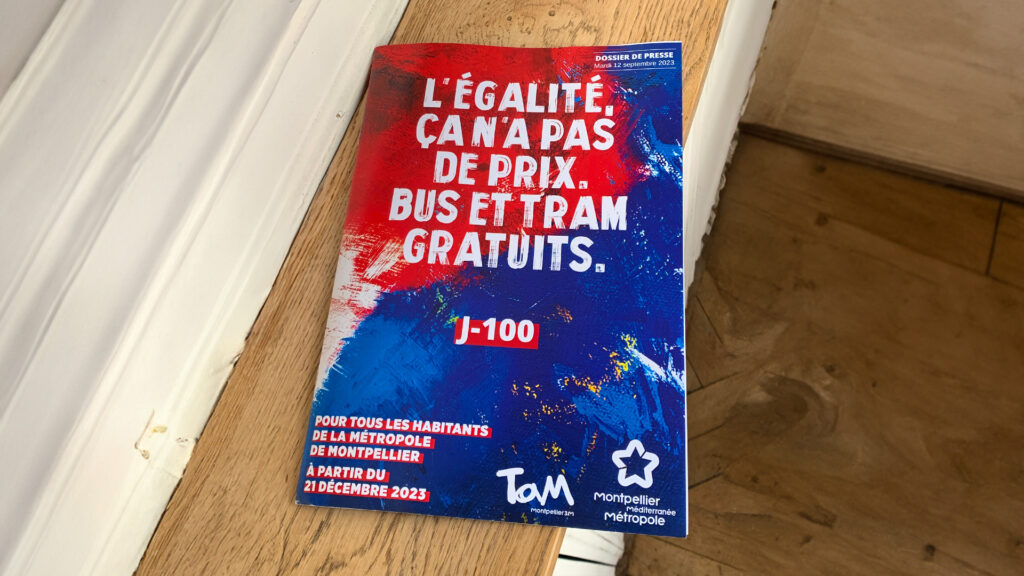 DOSSIER DE PRESSE
Mardi 12 septembre 2023
L'ÉGALITÉ,
ÇA N'A PAS
DE PRIX.
BUS ET TRAM
GRATUITS.
J-100
POUR TOUS LES HABITANTS
DE LA MÉTROPOLE
DE MONTPELLIER
À PARTIR DU
21 DÉCEMBRE 2023
TaM
Montpellier3M
Montpellier
Méditerranée
Métropole